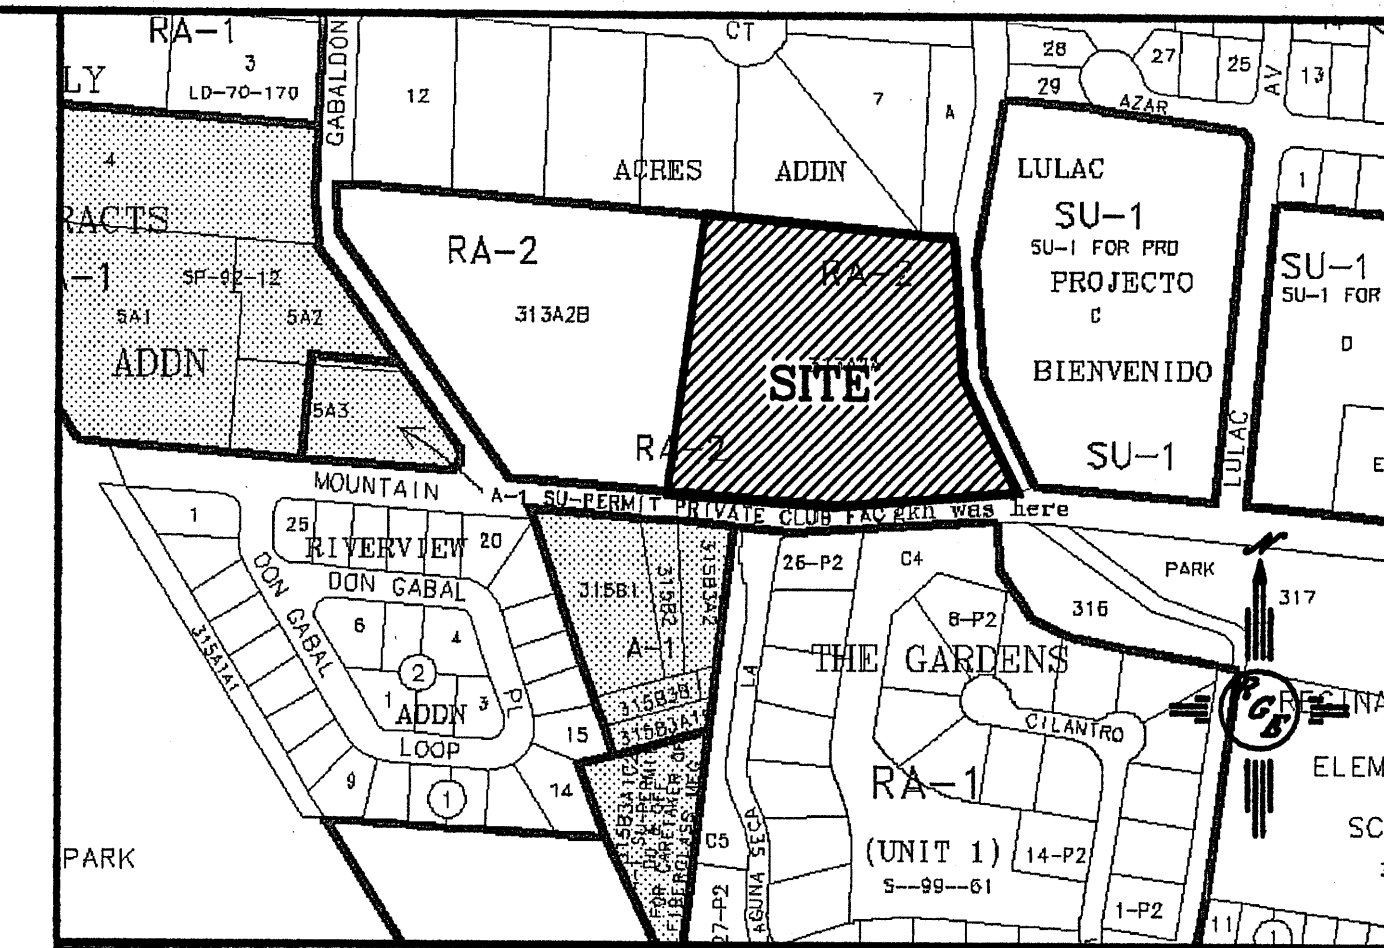 RA-1
3
LD-70-170
LY
GABALDON
12
CT
7
A
28
29
27
25
AV
13
AZAR
4
ACRES ADDN
LULAC
SU-1
SU-1 FOR PRD
PROJECTO
C
BIENVENIDO
SU-1
1
SU-1
SU-1 FOR
D
E
LULAC
RACTS
SP-92-12
5A1
5A2
ADDN
5A3
RA-2
313A2B
RA-2
SITE
RA-2
MOUNTAIN
A-1 SU-PERMIT PRIVATE CLUB FAC gkh was here
1
25
20
RIVERVIEW
DON GABAL
DON GABAL
6
4
2
1
3
ADDN
LOOP
PL
315A1A1
9
1
14
15
315B1
315B2
315B3A2
A-1
315B3B1
26-P2
C4
8-P2
316
PARK
317
N
THE GARDENS
LA
CILANTRO
RGE
RA-1
(UNIT 1)
S--99--61
14-P2
1-P2
C5
27-P2
LAGUNA SECA
ELEM
SC
11
1
PARK